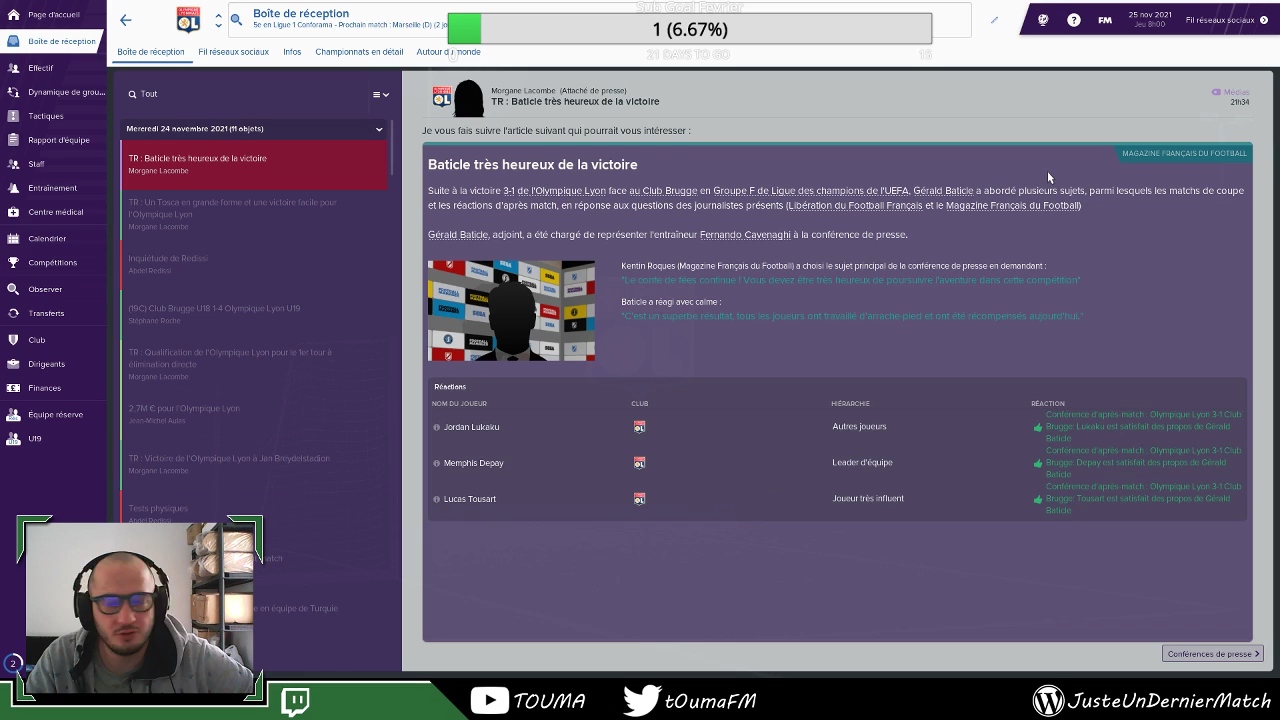 Page d'accueil
Boîte de réception
Effectif
Dynamique de grou...
Tactiques
Rapport d'équipe
Staff
Entraînement
Centre médical
Calendrier
Compétitions
Observer
Transferts
Club
Dirigeants
Finances
Équipe réserve
U19
2
Boîte de réception
5e en Ligue 1 Conforama - Prochain match : Marseille (D) (2 jo
Sub Goal Fevrier
1 (6.67%)
0
21 DAYS TO GO
15
FM
25 nov 2021
Jeu 8h00
Fil réseaux sociaux
Boîte de réception
Fil réseaux sociaux
Infos
Championnats en détail
Autour du monde
Tout
Mercredi 24 novembre 2021 (11 objets)
TR : Baticle très heureux de la victoire
Morgane Lacombe
TR : Un Tosca en grande forme et une victoire facile pour
l'Olympique Lyon
Morgane Lacombe
Inquiétude de Redissi
Abdel Redissi
(19C) Club Brugge U18 1-4 Olympique Lyon U19
Stéphane Roche
TR : Qualification de l'Olympique Lyon pour le 1er tour à
élimination directe
Morgane Lacombe
2,7M € pour l'Olympique Lyon
Jean-Michel Aulas
TR : Victoire de l'Olympique Lyon à Jan Breydelstadion
Morgane Lacombe
Tests physiques
Abdel Redissi
match
e en équipe de Turquie
Morgane Lacombe (Attaché de presse)
TR : Baticle très heureux de la victoire
Médias
21h34
Je vous fais suivre l'article suivant qui pourrait vous intéresser :
MAGAZINE FRANÇAIS DU FOOTBALL
Baticle très heureux de la victoire
Suite à la victoire 3-1 de l'Olympique Lyon face au Club Brugge en Groupe F de Ligue des champions de l'UEFA, Gérald Baticle a abordé plusieurs sujets, parmi lesquels les matchs de coupe
et les réactions d'après match, en réponse aux questions des journalistes présents (Libération du Football Français et le Magazine Français du Football)
Gérald Baticle, adjoint, a été chargé de représenter l'entraîneur Fernando Cavenaghi à la conférence de presse.
Kentin Roques (Magazine Français du Football) a choisi le sujet principal de la conférence de presse en demandant :
"Le conte de fées continue ! Vous devez être très heureux de poursuivre l'aventure dans cette compétition"
Baticle a réagi avec calme :
"C'est un superbe résultat, tous les joueurs ont travaillé d'arrache-pied et ont été récompensés aujourd'hui."
Réactions
NOM DU JOUEUR
CLUB
HIÉRARCHIE
RÉACTION
Jordan Lukaku
Autres joueurs
Conférence d'après-match : Olympique Lyon 3-1 Club
Brugge: Lukaku est satisfait des propos de Gérald
Baticle
Memphis Depay
Leader d'équipe
Conférence d'après-match : Olympique Lyon 3-1 Club
Brugge: Depay est satisfait des propos de Gérald
Baticle
Lucas Tousart
Joueur très influent
Conférence d'après-match : Olympique Lyon 3-1 Club
Brugge: Tousart est satisfait des propos de Gérald
Baticle
Conférences de presse
TOUMA
tOumaFM
JusteUnDernierMatch